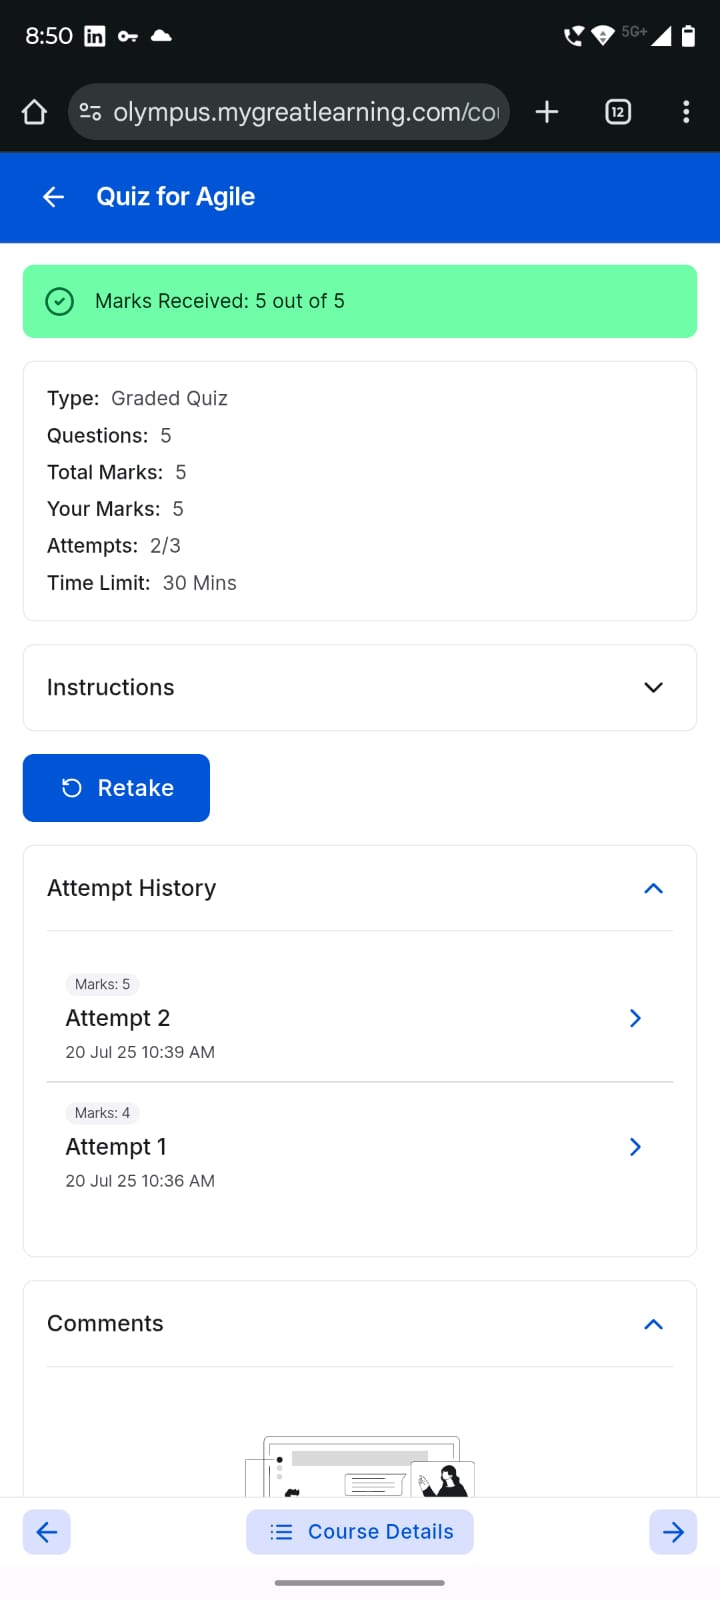 8:50
5G+
olympus.mygreatlearning.com/co
12
Quiz for Agile
Marks Received: 5 out of 5
Type: Graded Quiz
Questions: 5
Total Marks: 5
Your Marks: 5
Attempts: 2/3
Time Limit: 30 Mins
Instructions
Retake
Attempt History
Marks: 5
Attempt 2
20 Jul 25 10:39 AM
Marks: 4
Attempt 1
20 Jul 25 10:36 AM
Comments
Course Details